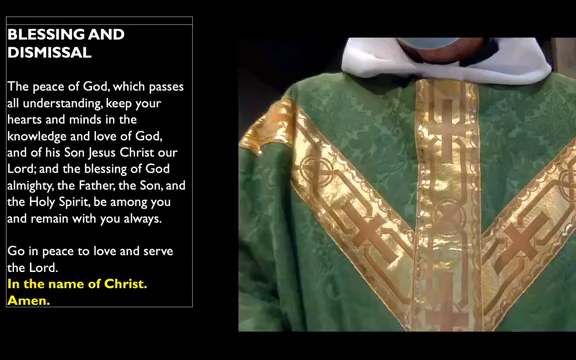 BLESSING AND
DISMISSAL
The peace of God, which passes
all understanding, keep your
hearts and minds in the
knowledge and love of God,
and of his Son Jesus Christ our
Lord; and the blessing of God
almighty, the Father, the Son, and
the Holy Spirit, be among you
and remain with you always.
Go in peace to love and serve
the Lord.
In the name of Christ.
Amen.